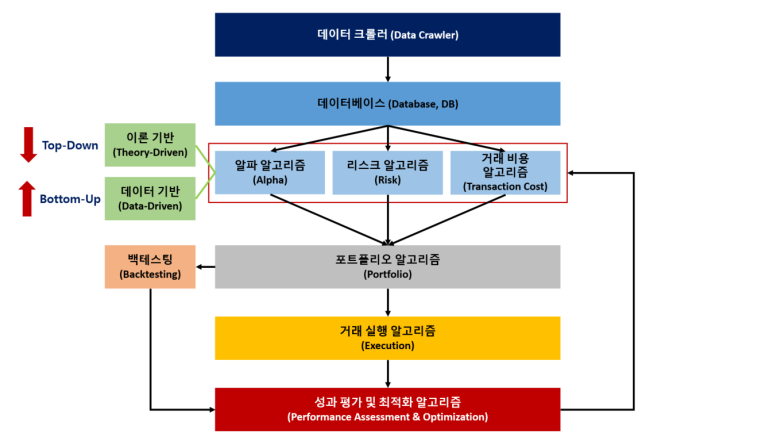 데이터 크롤러 (Data Crawler)
데이터베이스 (Database, DB)
Top-Down
이론 기반
(Theory-Driven)
Bottom-Up
데이터 기반
(Data-Driven)
알파 알고리즘
(Alpha)
리스크 알고리즘
(Risk)
거래 비용
알고리즘
(Transaction Cost)
백테스팅
(Backtesting)
포트폴리오 알고리즘
(Portfolio)
거래 실행 알고리즘
(Execution)
성과 평가 및 최적화 알고리즘
(Performance Assessment & Optimization)